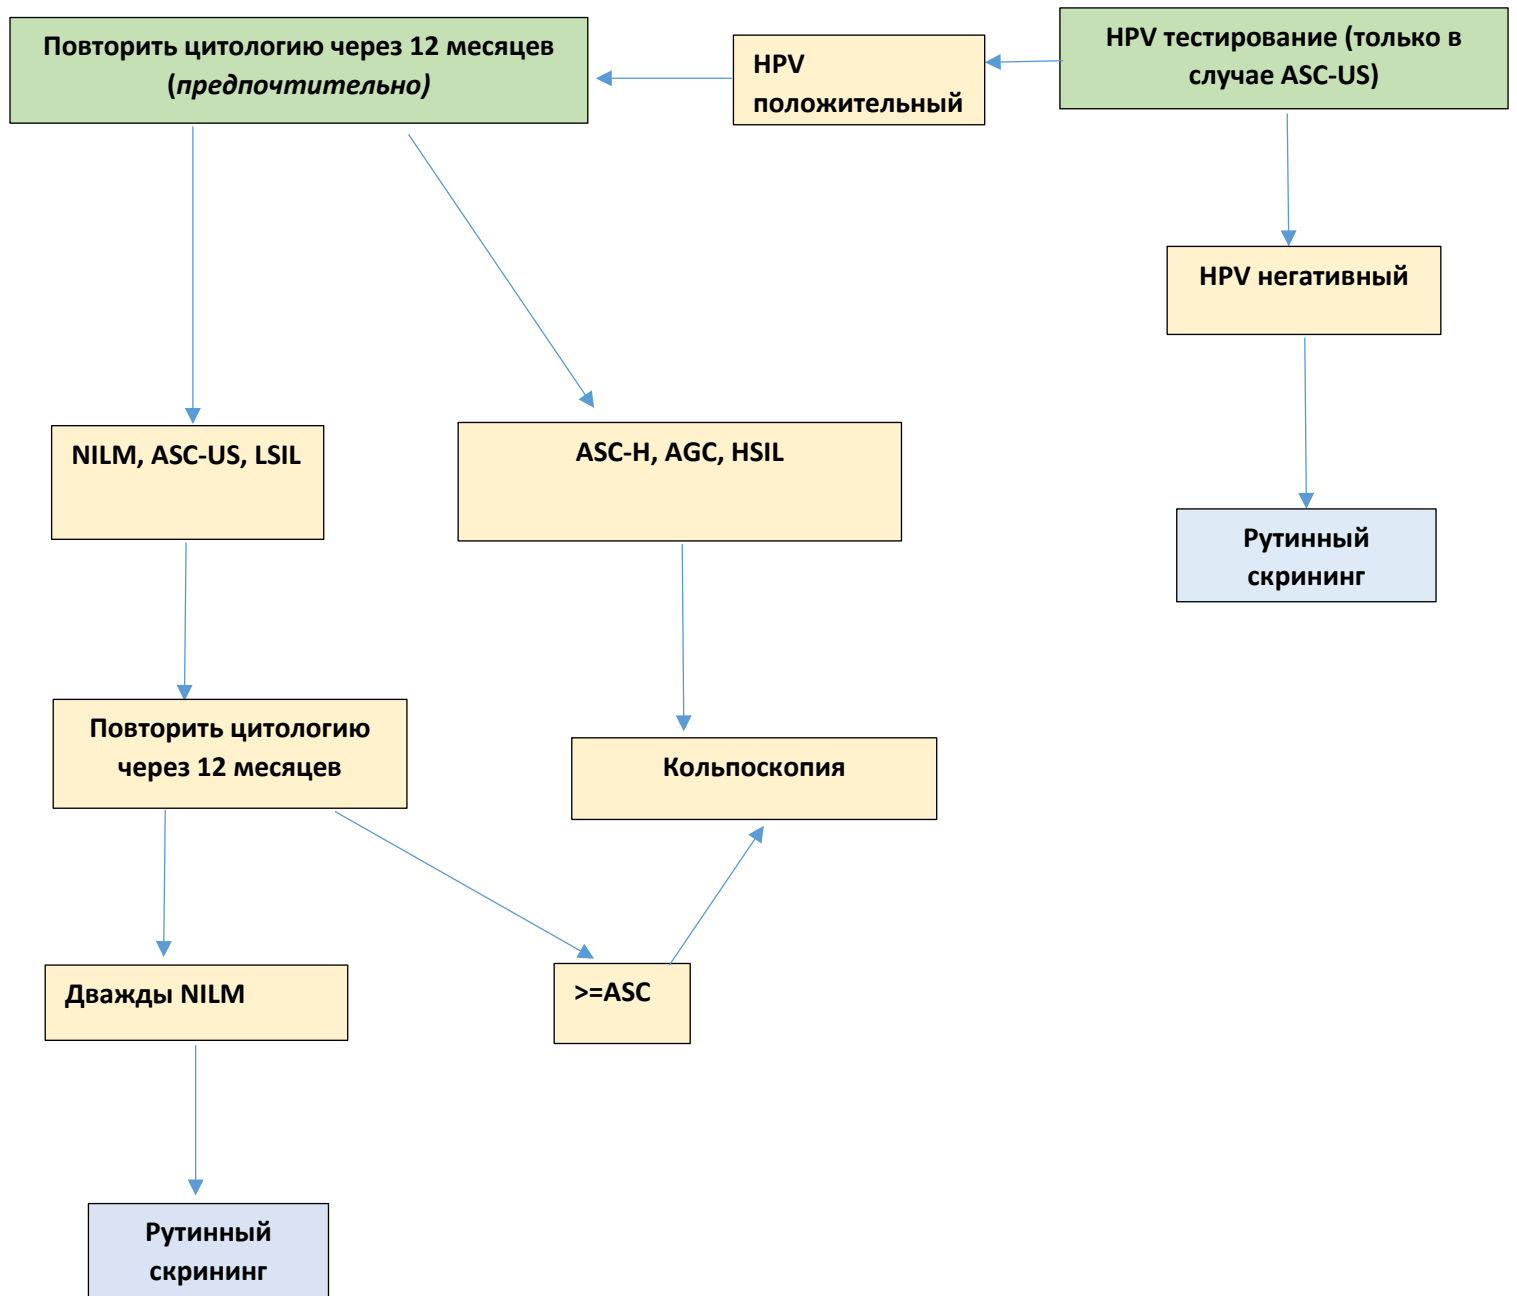 Повторить цитологию через 12 месяцев
(предпочтительно)
HPV
положительный
HPV тестирование (только в
случае ASC-US)
HPV негативный
NILM, ASC-US, LSIL
ASC-H, AGC, HSIL
Рутинный
скрининг
Повторить цитологию
через 12 месяцев
Кольпоскопия
Дважды NILM
>=ASC
Рутинный
скрининг